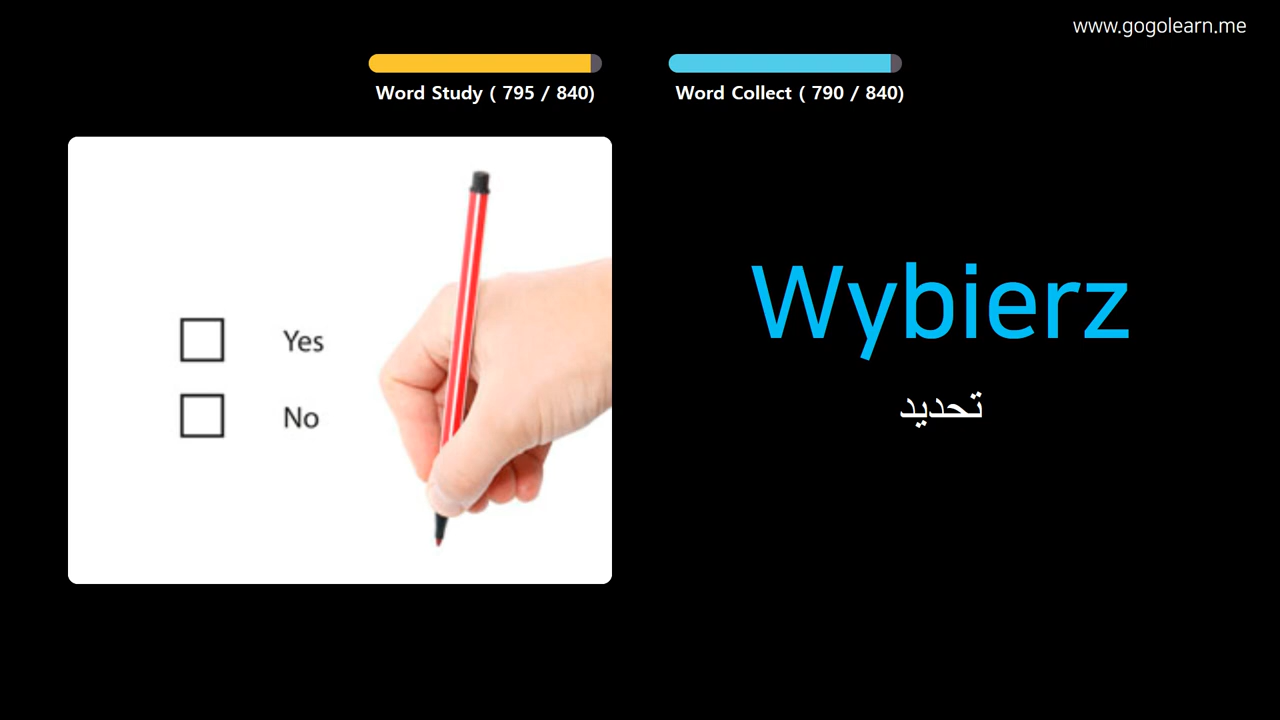 www.gogolearn.me
Word Study ( 795 / 840)
Word Collect ( 790 / 840)
Yes
No
Wybierz
تحديد